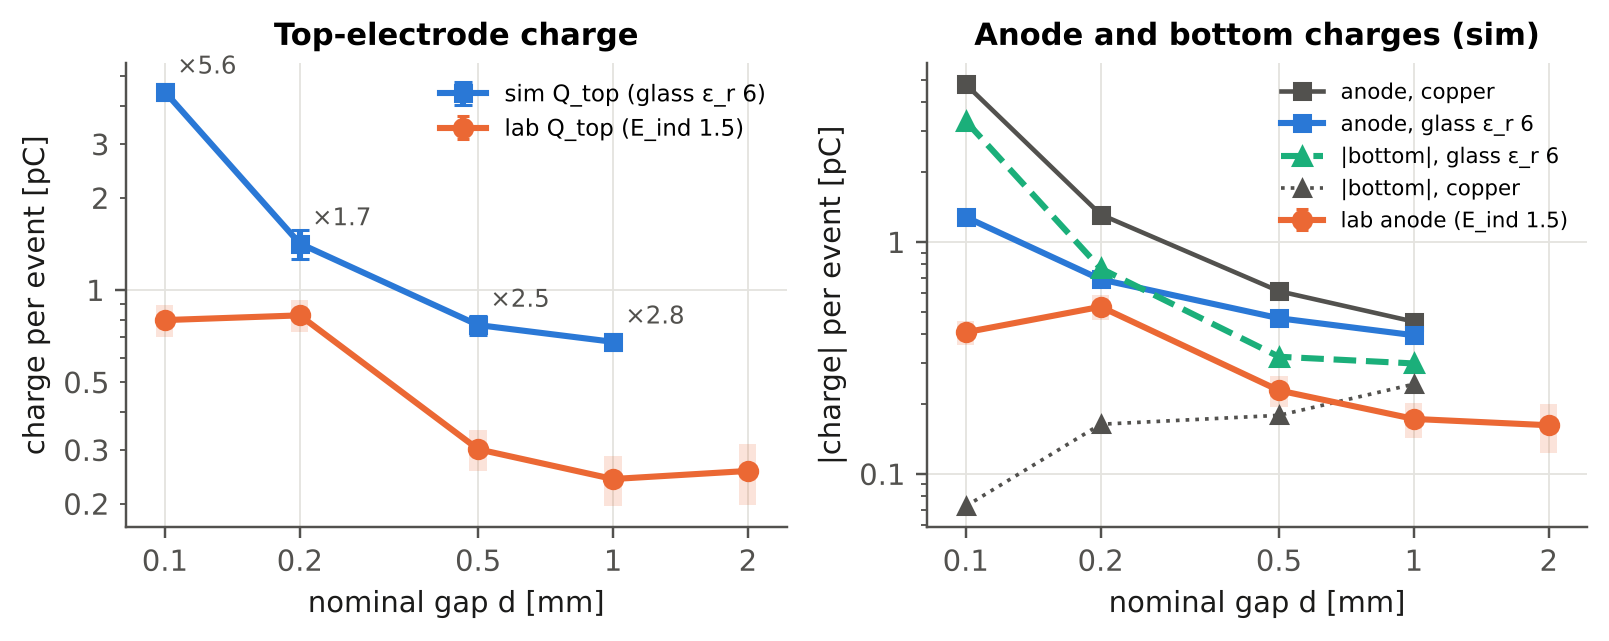 Top-electrode charge
×5.6
×1.7
×2.5
×2.8
sim Q_top (glass ε_r 6)
lab Q_top (E_ind 1.5)
charge per event [pC]
3
2
1
0.5
0.3
0.2
0.1
0.2
0.5
1
2
nominal gap d [mm]
Anode and bottom charges (sim)
anode, copper
anode, glass ε_r 6
|bottom|, glass ε_r 6
|bottom|, copper
lab anode (E_ind 1.5)
|charge| per event [pC]
1
0.1
0.1
0.2
0.5
1
2
nominal gap d [mm]